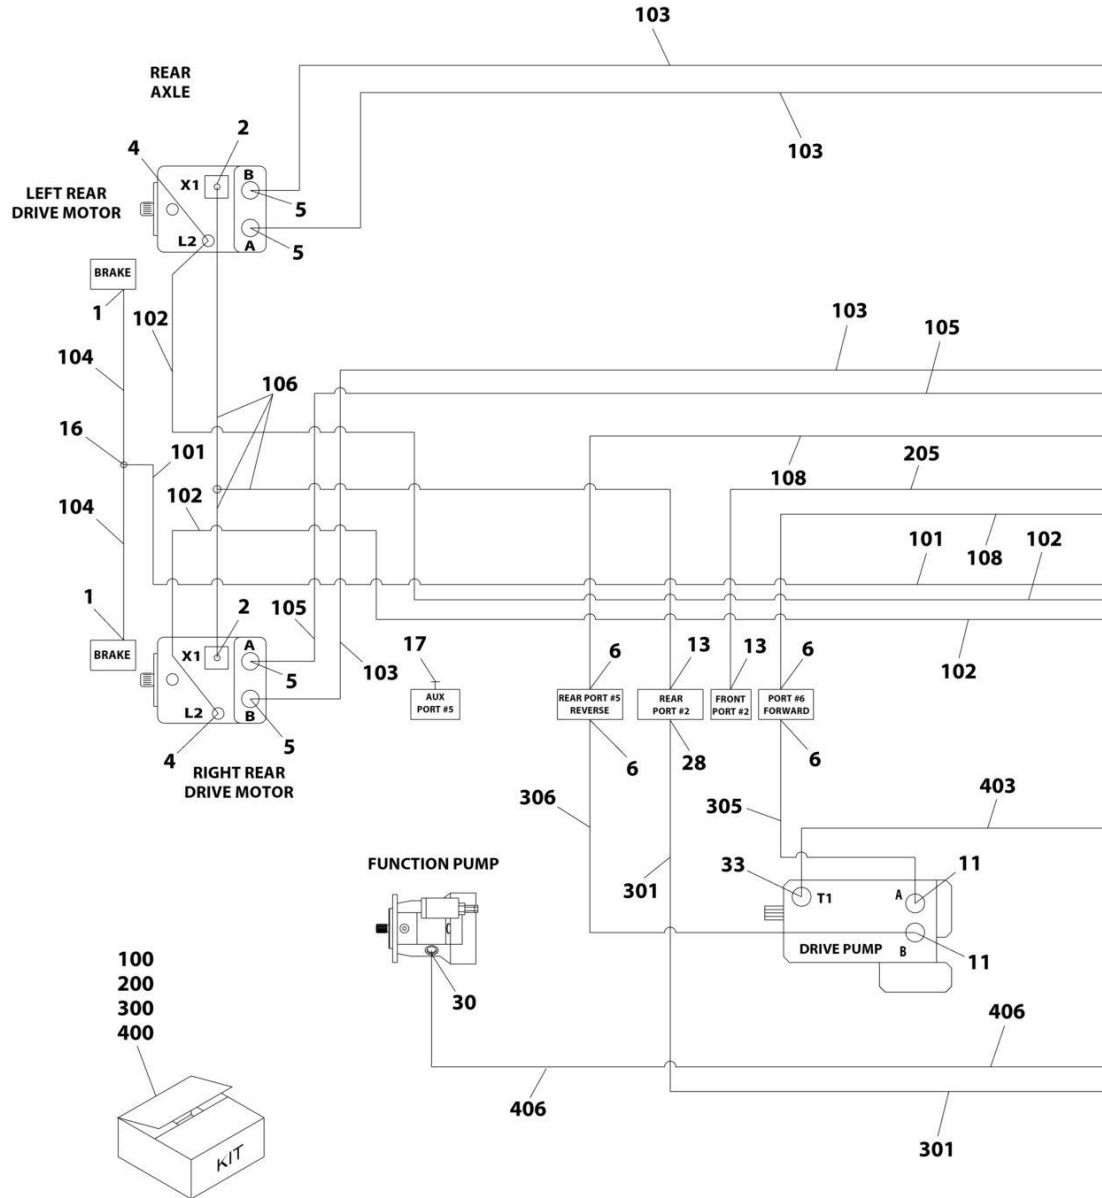 103
REAR
AXLE
2
4
103
X1
B
LEFT REAR
DRIVE MOTOR
5
L2
A
5
BRAKE
1
102
103
105
104
106
16
101
205
108
102
104
108
101
102
1
105
2
17
6
13
13
6
BRAKE
X1
A
5
103
102
AUX
PORT #5
REAR PORT #5
REVERSE
REAR
PORT #2
FRONT
PORT #2
PORT #6
FORWARD
L2
B
4
5
6
28
6
RIGHT REAR
DRIVE MOTOR
306
305
403
FUNCTION PUMP
301
33
11
T1
A
DRIVE PUMP
B
11
100
200
300
400
30
406
406
301
KIT